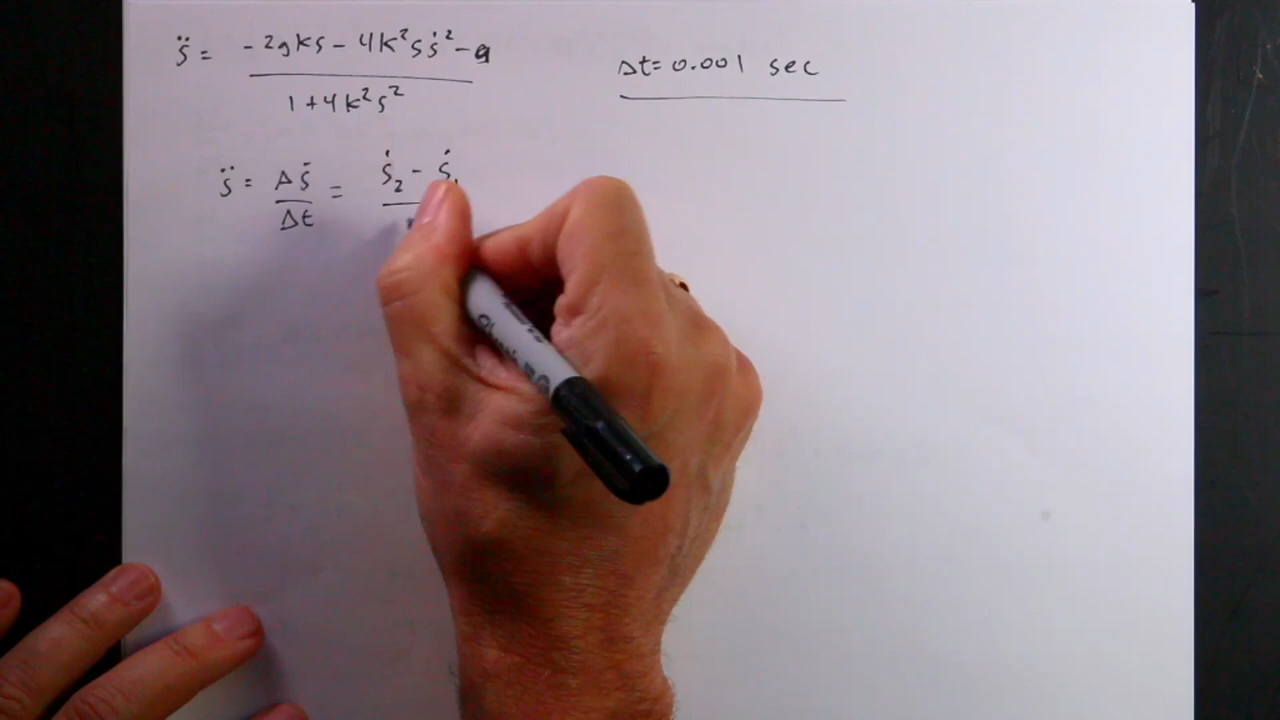 s̈ = (-2gks - 4k²sṡ² - a) / (1 + 4k²s²)
Δt = 0.001 sec
s̈ = Δṡ/Δt = ṡ₂ - ṡ₁